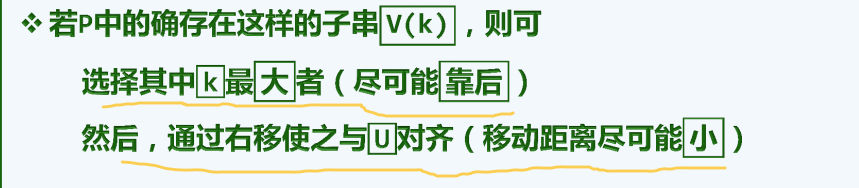 ❖ 若P中的确存在这样的子串V(k)，则可
选择其中k最大者（尽可能靠后）
然后，通过右移使之与U对齐（移动距离尽可能小）